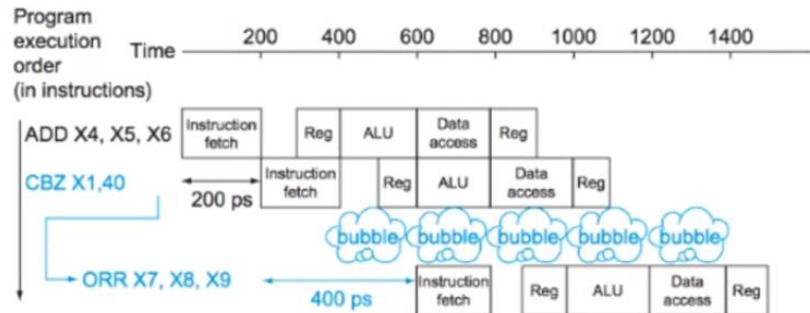 Program
execution
order
(in instructions)
Time
200 400 600 800 1000 1200 1400
ADD X4, X5, X6
Instruction
fetch
Reg
ALU
Data
access
Reg
CBZ X1,40
200 ps
Instruction
fetch
Reg
ALU
Data
access
Reg
bubble bubble bubble bubble bubble
ORR X7, X8, X9
400 ps
Instruction
fetch
Reg
ALU
Data
access
Reg